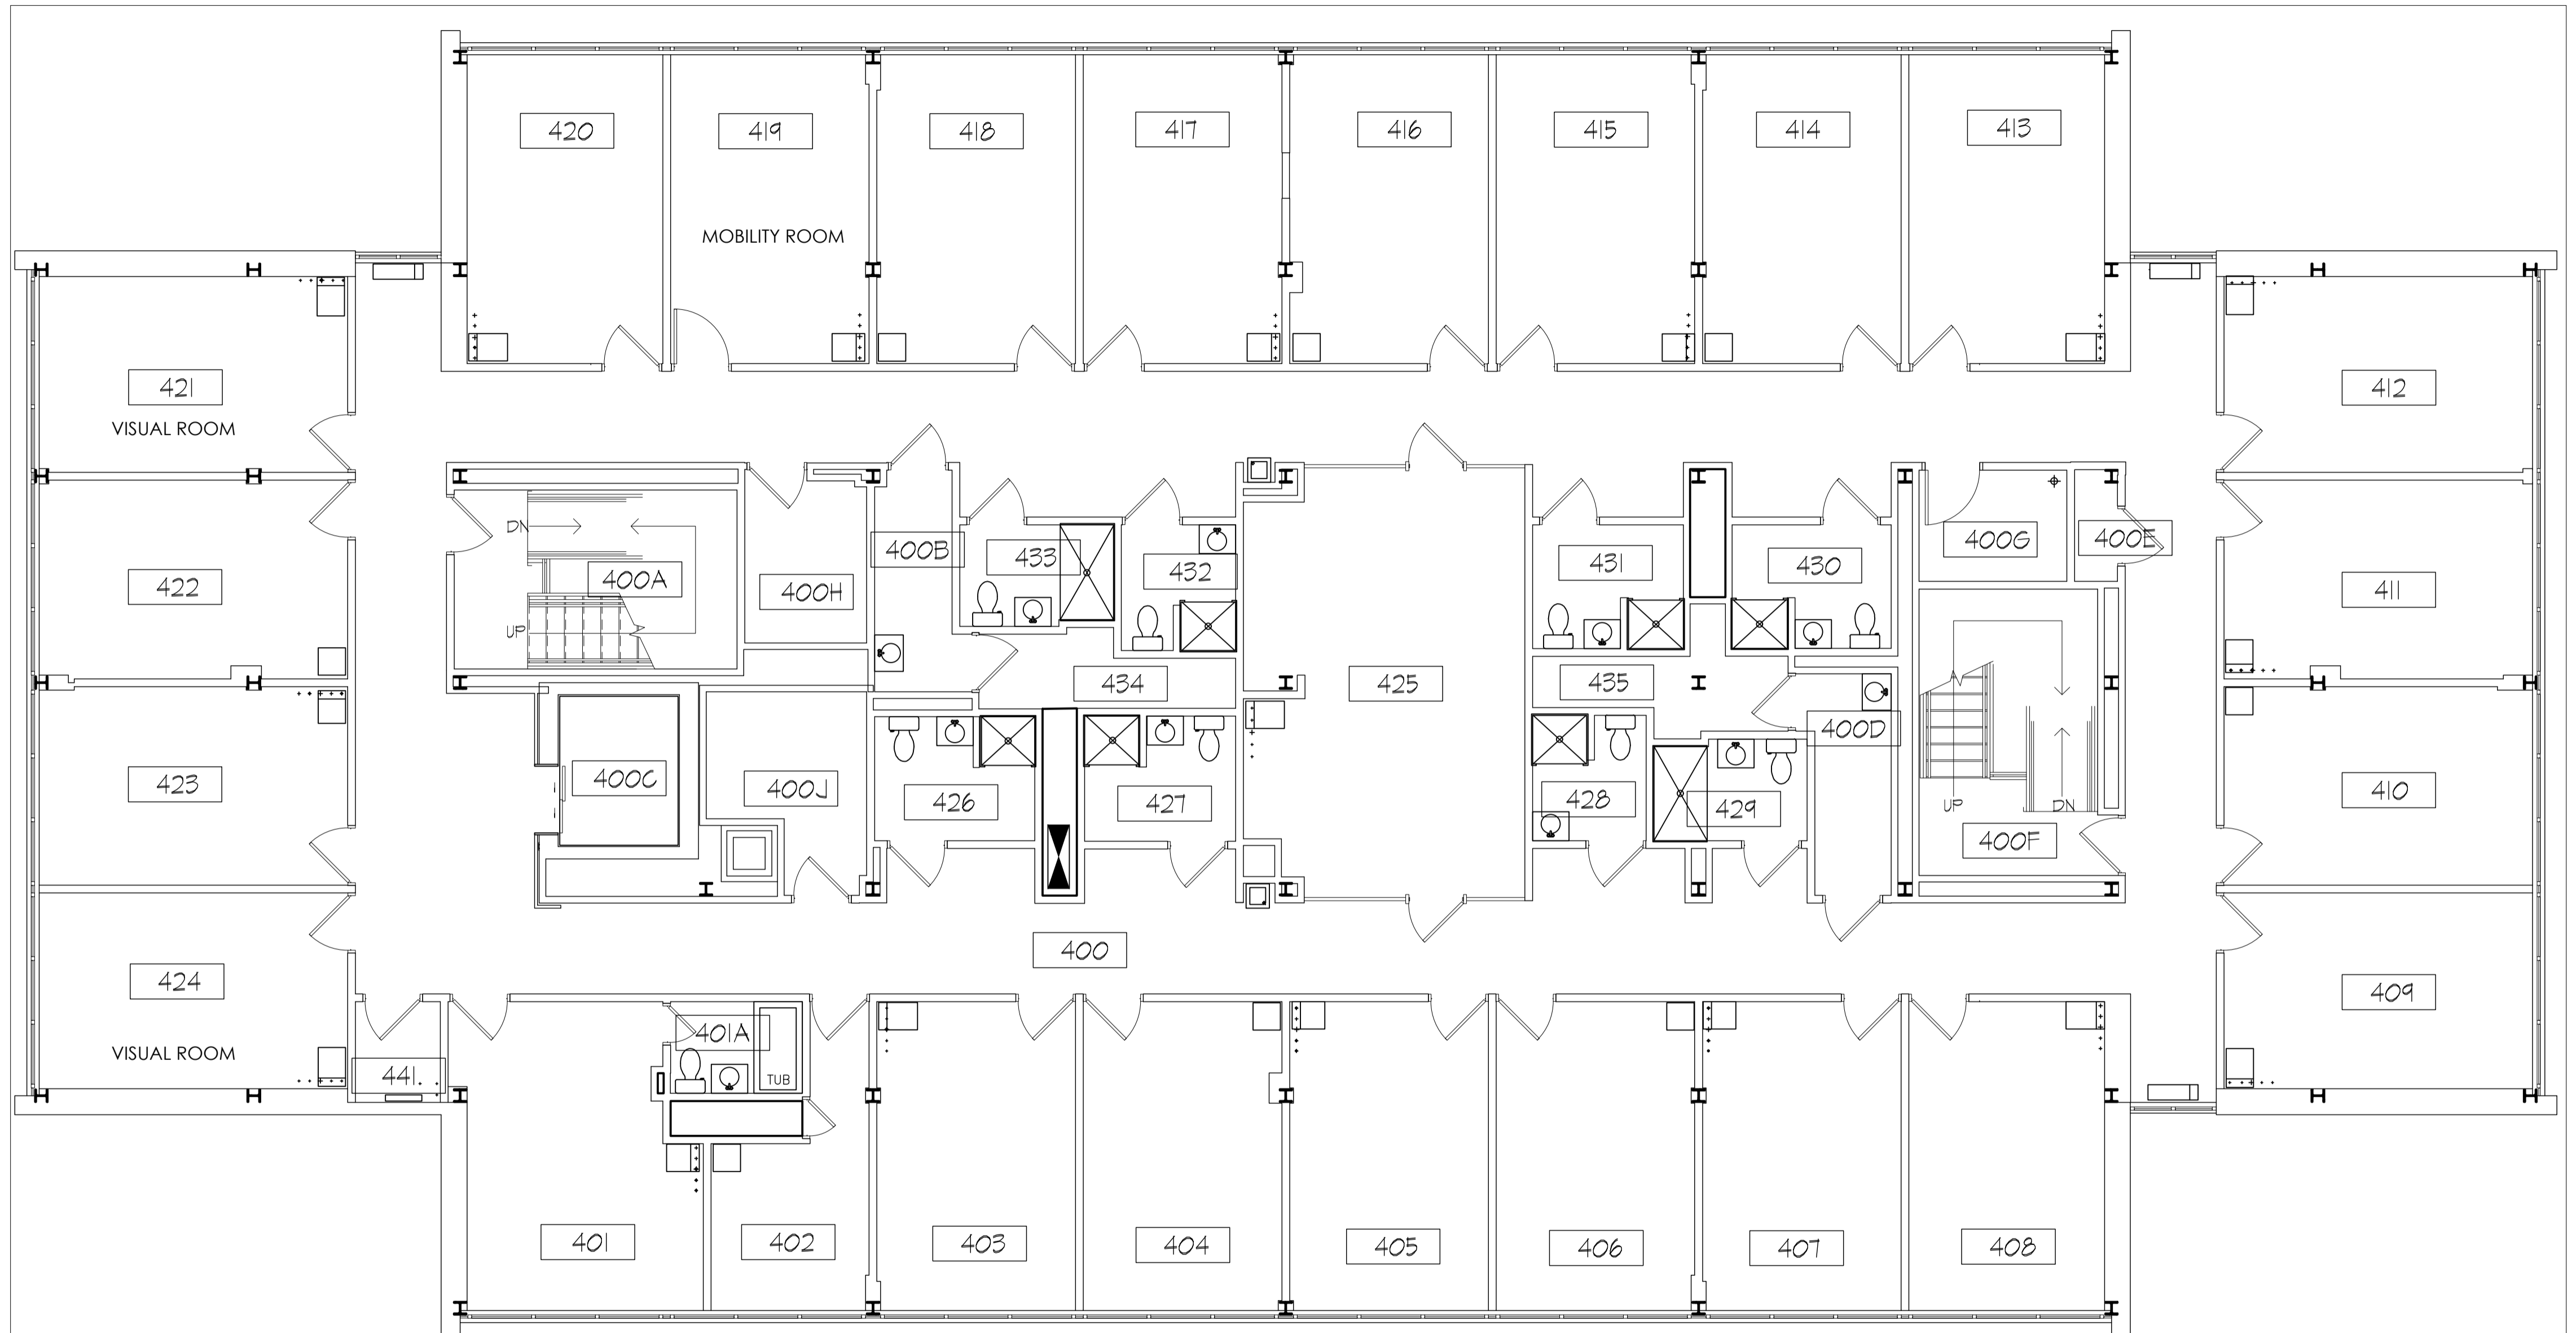 420
419
418
417
416
415
414
413
MOBILITY ROOM
421
VISUAL ROOM
412
422
411
423
410
424
VISUAL ROOM
409
DN
UP
400A
400H
400B
433
432
431
430
400G
400E
434
425
435
400D
400C
400J
426
427
428
429
UP
DN
400F
400
441.
401A
TUB
401
402
403
404
405
406
407
408